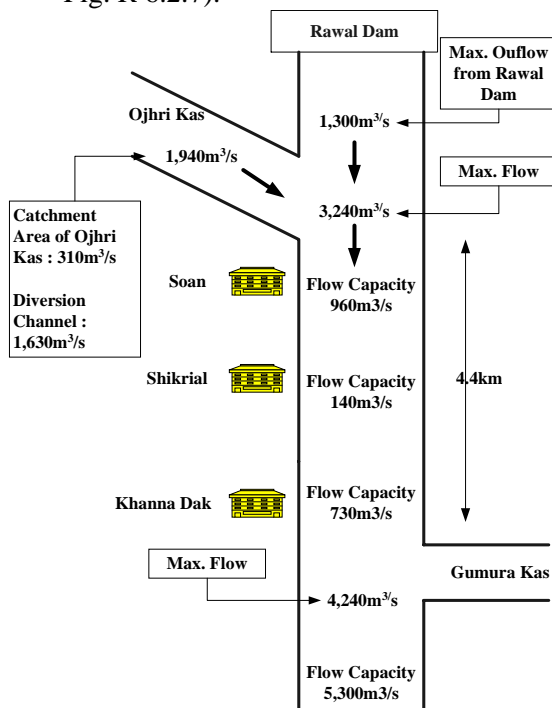 Fig. R 8.2.7).
Rawal Dam
Max. Ouflow
from Rawal
Dam
Ojhri Kas
1,300m³/s
1,940m³/s
Max. Flow
3,240m³/s
Catchment
Area of Ojhri
Kas : 310m³/s
Diversion
Channel :
1,630m³/s
Soan
Flow Capacity
960m3/s
Shikrial
Flow Capacity
140m3/s
4.4km
Khanna Dak
Flow Capacity
730m3/s
Max. Flow
Gumura Kas
4,240m³/s
Flow Capacity
5,300m3/s